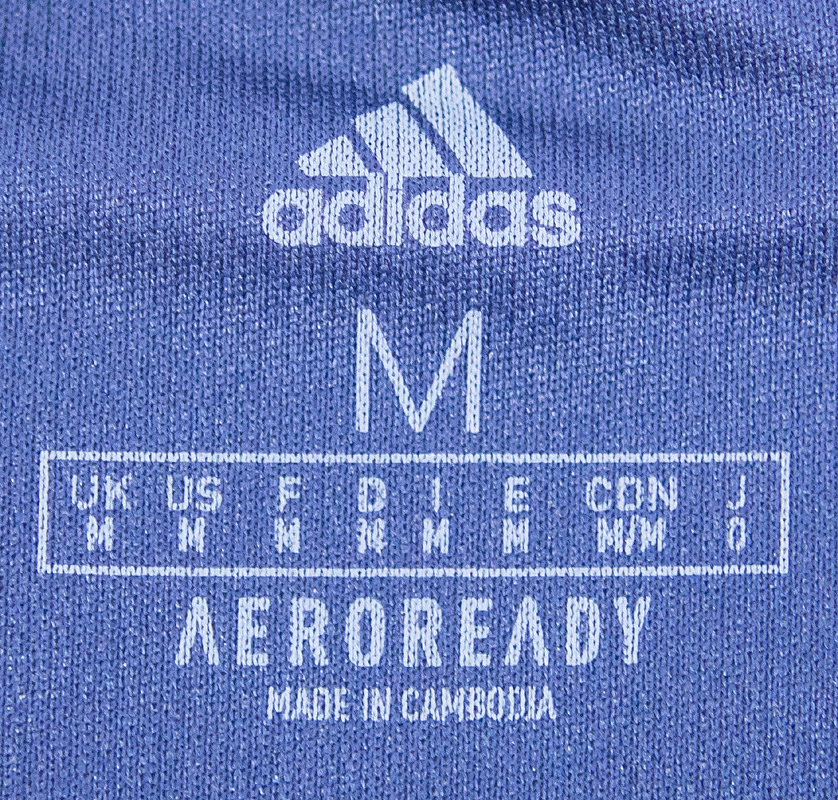 adidas
M
UK US F D I E CDN J
M M M M M M M/M O
AEROREADY
MADE IN CAMBODIA